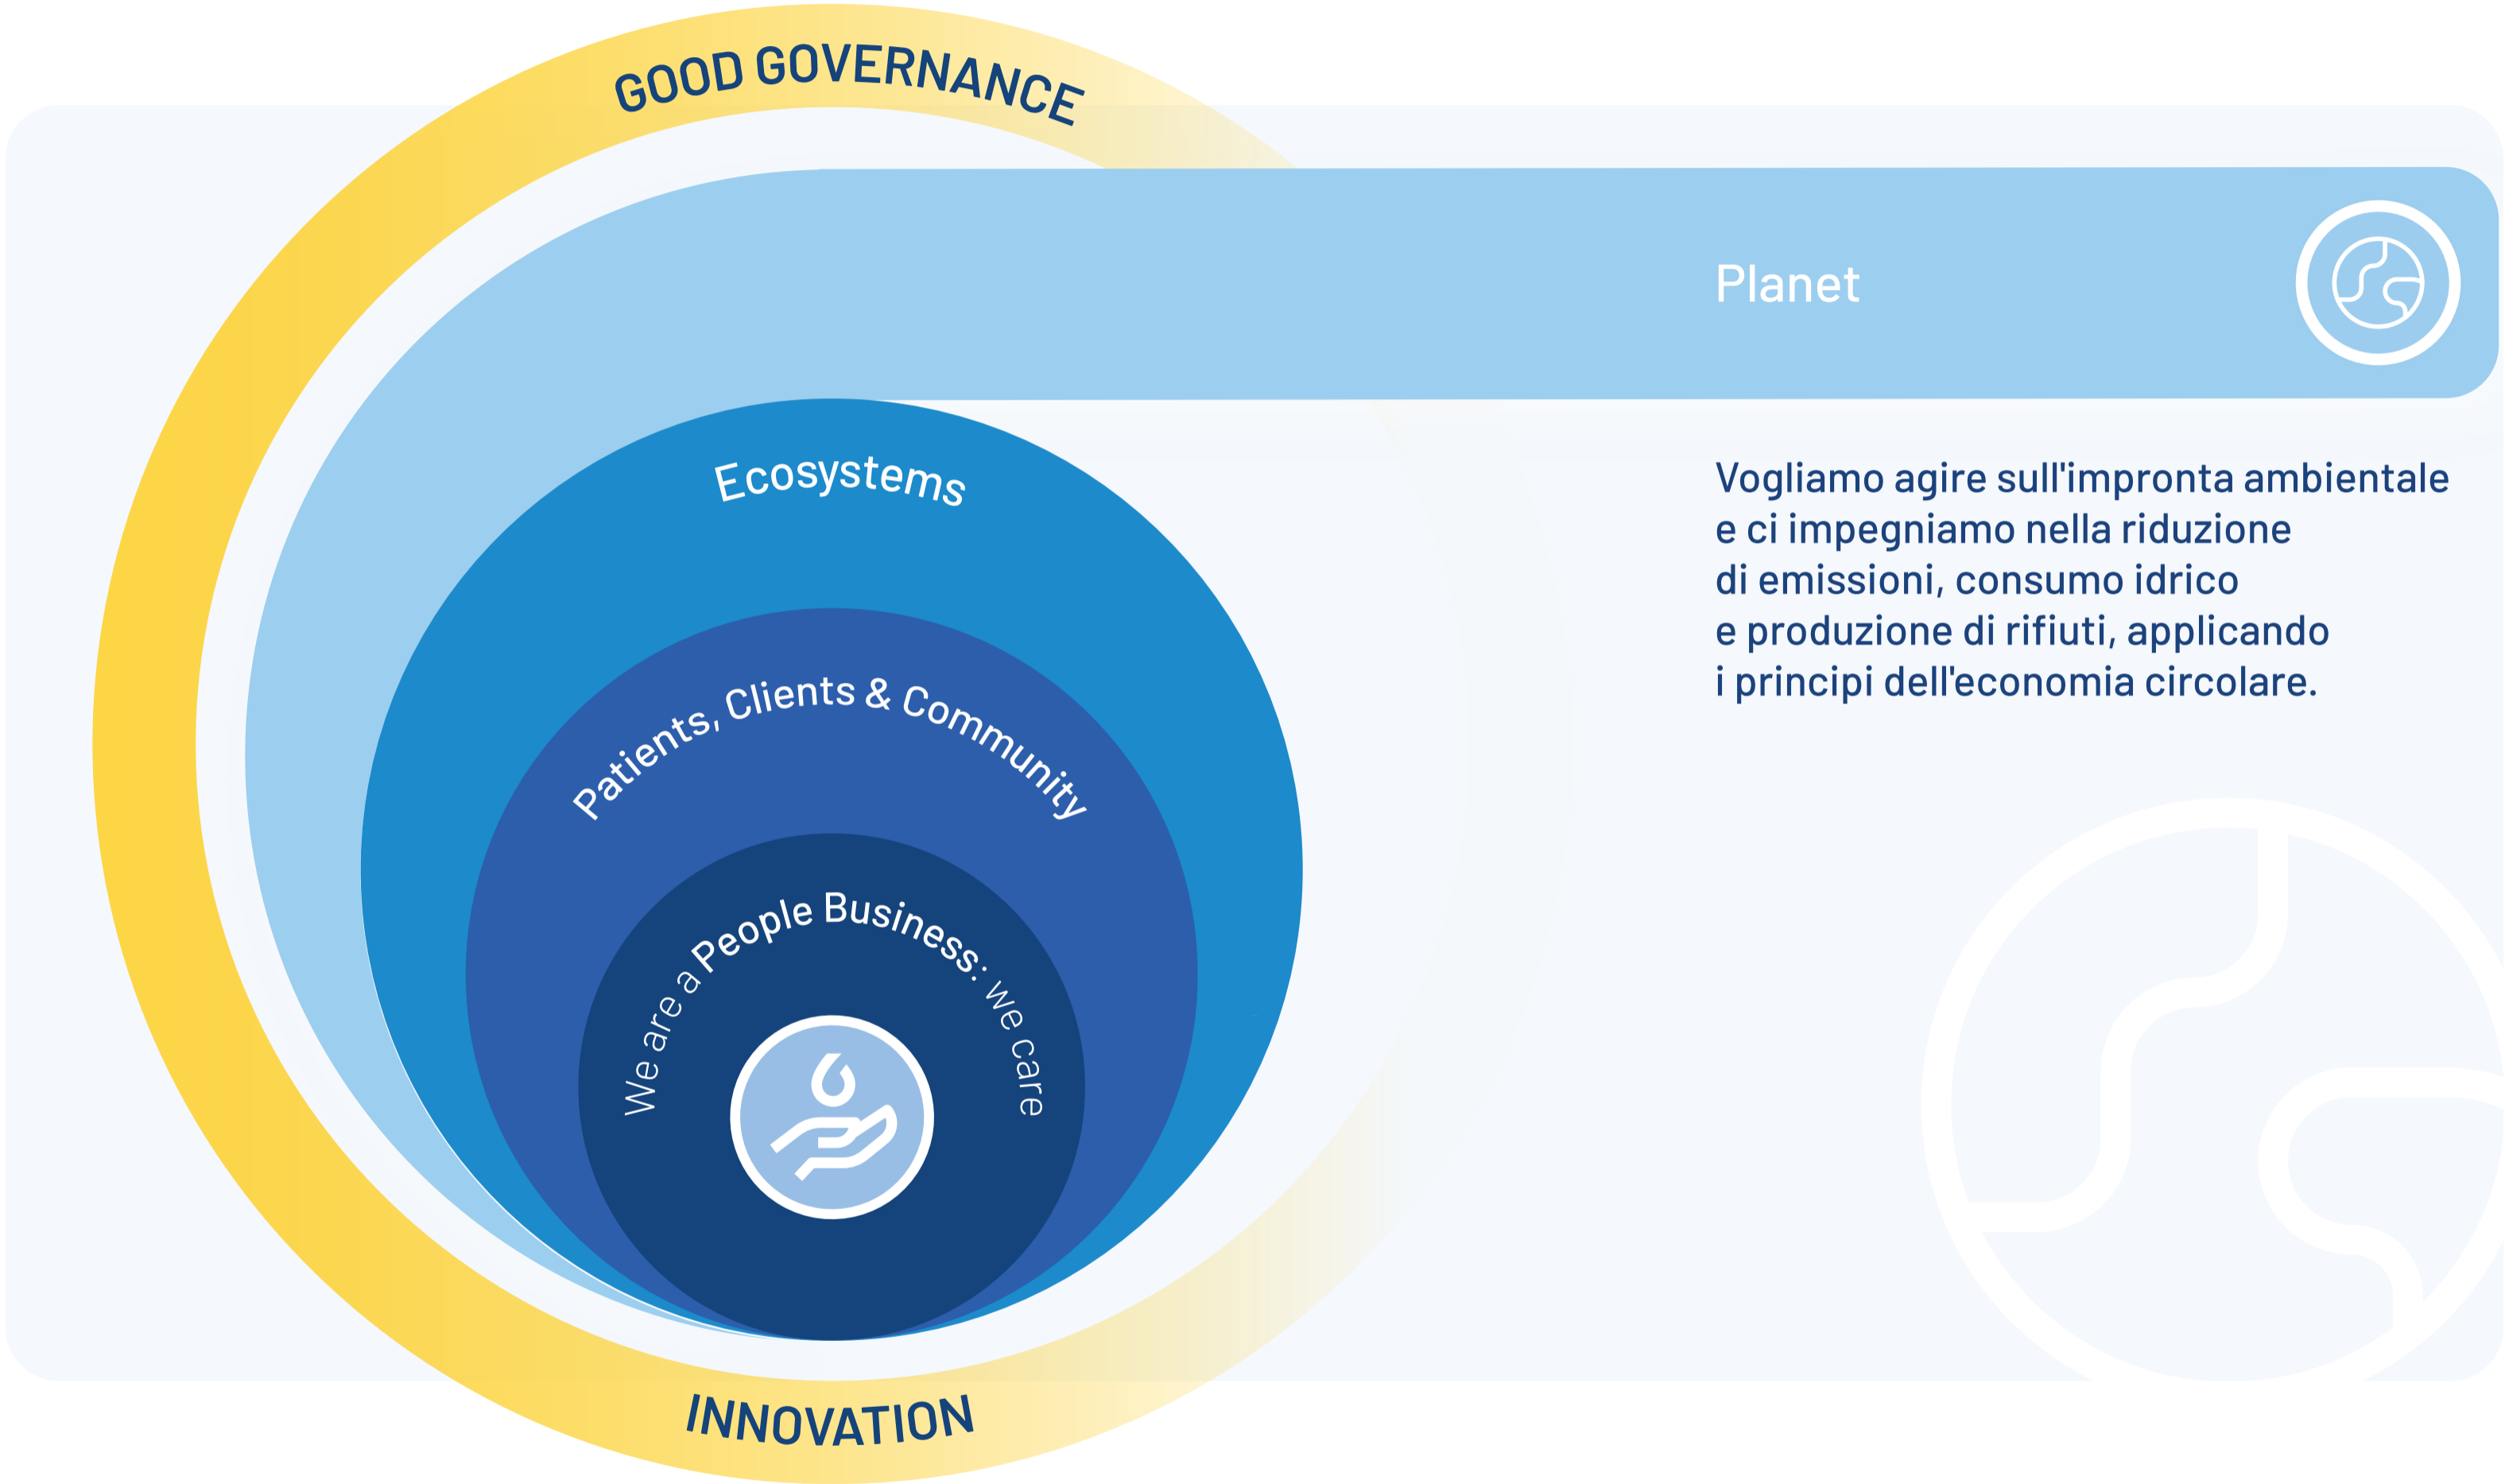 GOOD GOVERNANCE
Planet
Ecosystems
Vogliamo agire sull'impronta ambientale
e ci impegniamo nella riduzione
di emissioni, consumo idrico
e produzione di rifiuti, applicando
i principi dell'economia circolare.
Patients, Clients & Community
We are a People Business: we care
INNOVATION